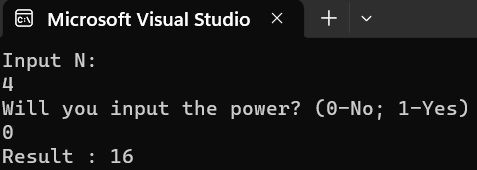 Microsoft Visual Studio
Input N:
4
Will you input the power? (0-No; 1-Yes)
0
Result : 16